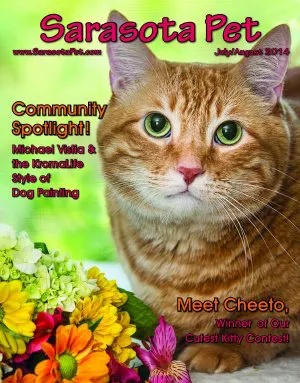 Sarasota Pet
www.SarasotaPet.com
July/August 2014
Community
Spotlight!
Michael Vistia &
the KromaLife
Style of
Dog Painting
Meet Cheeto,
Winner of Our
Cutest Kitty Contest!